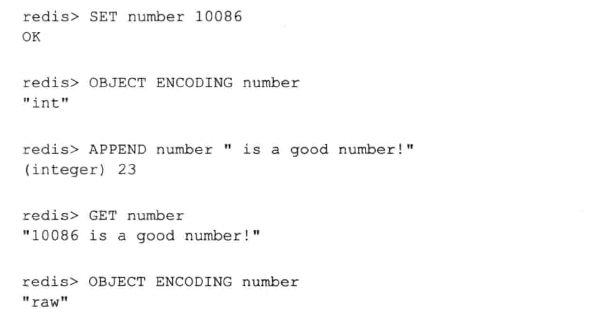 redis> SET number 10086
OK
redis> OBJECT ENCODING number
"int"
redis> APPEND number " is a good number!"
(integer) 23
redis> GET number
"10086 is a good number!"
redis> OBJECT ENCODING number
"raw"